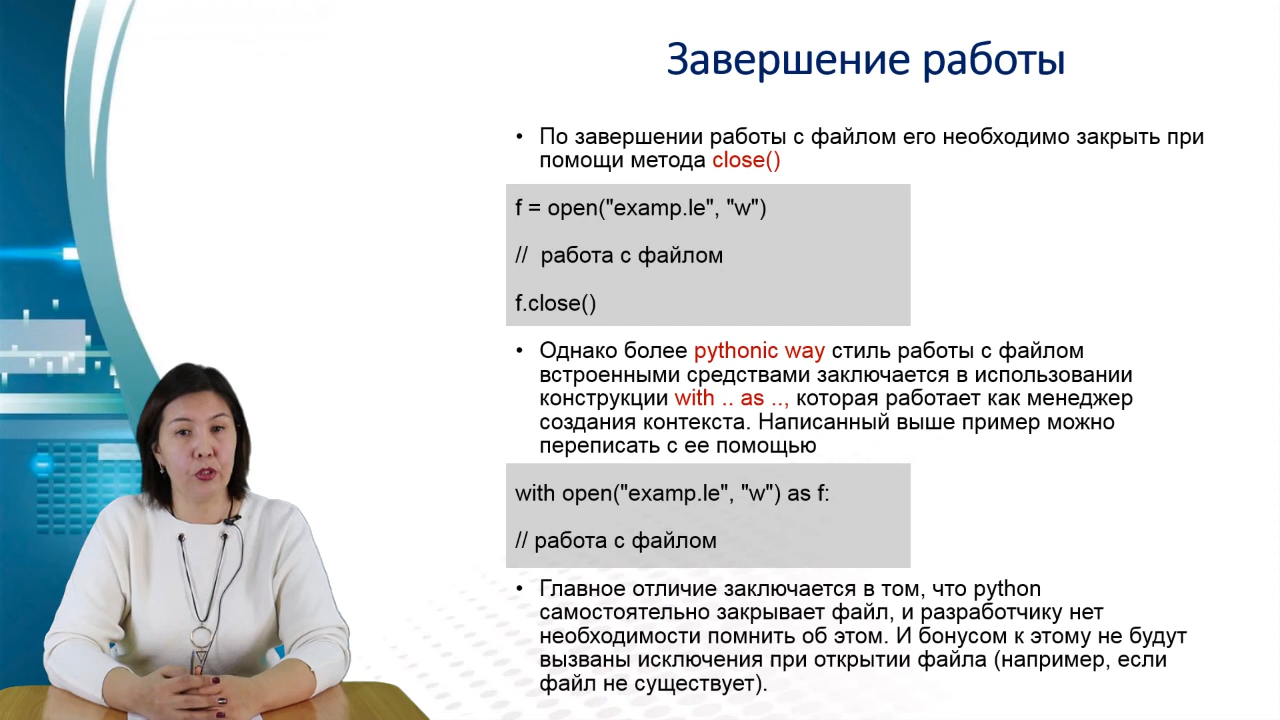 Завершение работы
• По завершении работы с файлом его необходимо закрыть при
помощи метода close()
f = open("examp.le", "w")
//  работа с файлом
f.close()
• Однако более pythonic way стиль работы с файлом
встроенными средствами заключается в использовании
конструкции with .. as .., которая работает как менеджер
создания контекста. Написанный выше пример можно
переписать с ее помощью
with open("examp.le", "w") as f:
// работа с файлом
• Главное отличие заключается в том, что python
самостоятельно закрывает файл, и разработчику нет
необходимости помнить об этом. И бонусом к этому не будут
вызваны исключения при открытии файла (например, если
файл не существует).